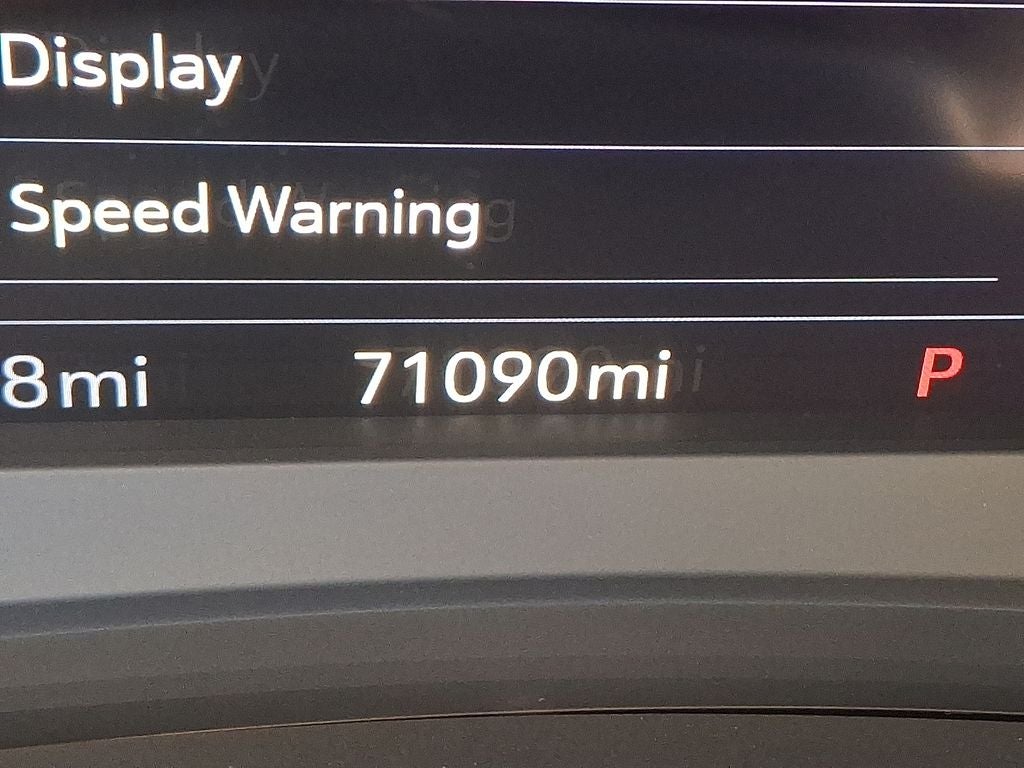 Display
Speed Warning
8mi 71090mi P